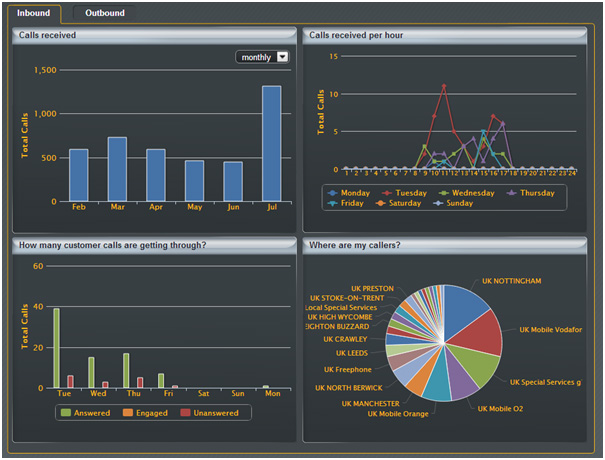 Inbound Outbound
Calls received
monthly
1,500
1,000
500
0
Total Calls
Feb Mar Apr May Jun Jul
Calls received per hour
15
10
5
0
Total Calls
1 2 3 4 5 6 7 8 9 10 11 12 13 14 15 16 17 18 19 20 21 22 23 24
Monday Tuesday Wednesday Thursday
Friday Saturday Sunday
How many customer calls are getting through?
60
40
20
0
Total Calls
Tue Wed Thu Fri Sat Sun Mon
Answered Engaged Unanswered
Where are my callers?
UK NOTTINGHAM
UK Mobile Vodafor
UK Special Services g
UK Mobile O2
UK Mobile Orange
UK MANCHESTER
UK NORTH BERWICK
UK Freephone
UK LEEDS
UK CRAWLEY
EIGHTON BUZZARD
UK HIGH WYCOMBE
Local Special Services
UK STOKE-ON-TRENT
UK PRESTON